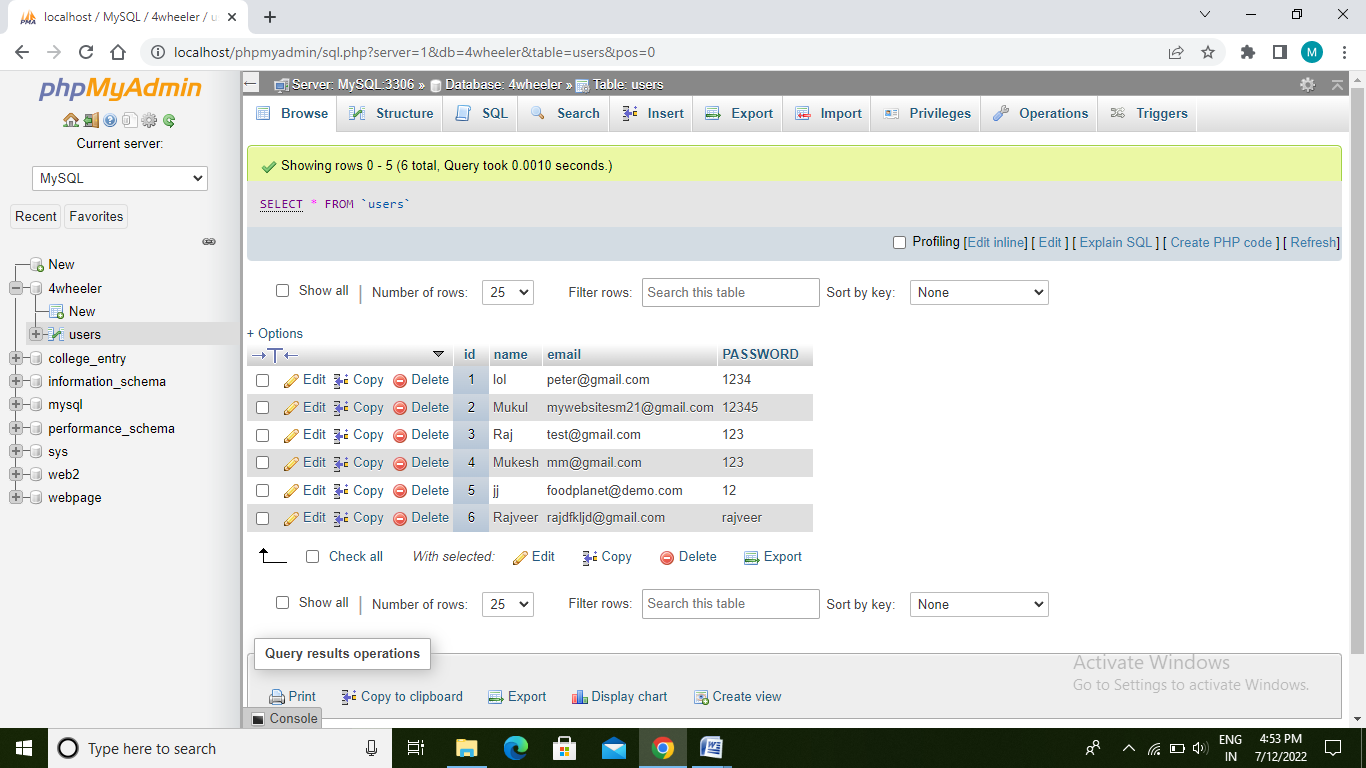 localhost / MySQL / 4wheeler / u
localhost/phpmyadmin/sql.php?server=1&db=4wheeler&table=users&pos=0
M
phpMyAdmin
Current server:
MySQL
Recent Favorites
New
4wheeler
New
users
college_entry
information_schema
mysql
performance_schema
sys
web2
webpage
Server: MySQL:3306 » Database: 4wheeler » Table: users
Browse Structure SQL Search Insert Export Import Privileges Operations Triggers
Showing rows 0 - 5 (6 total, Query took 0.0010 seconds.)
SELECT * FROM `users`
Profiling [Edit inline] [ Edit ] [ Explain SQL ] [ Create PHP code ] [ Refresh]
Show all | Number of rows: 25 Filter rows: Search this table Sort by key: None
+ Options
id name email PASSWORD
Edit Copy Delete 1 lol peter@gmail.com 1234
Edit Copy Delete 2 Mukul mywebsitesm21@gmail.com 12345
Edit Copy Delete 3 Raj test@gmail.com 123
Edit Copy Delete 4 Mukesh mm@gmail.com 123
Edit Copy Delete 5 jj foodplanet@demo.com 12
Edit Copy Delete 6 Rajveer rajdfkljd@gmail.com rajveer
Check all With selected: Edit Copy Delete Export
Show all | Number of rows: 25 Filter rows: Search this table Sort by key: None
Query results operations
Print Copy to clipboard Export Display chart Create view
Console
Activate Windows
Go to Settings to activate Windows.
Type here to search
ENG
IN
4:53 PM
7/12/2022